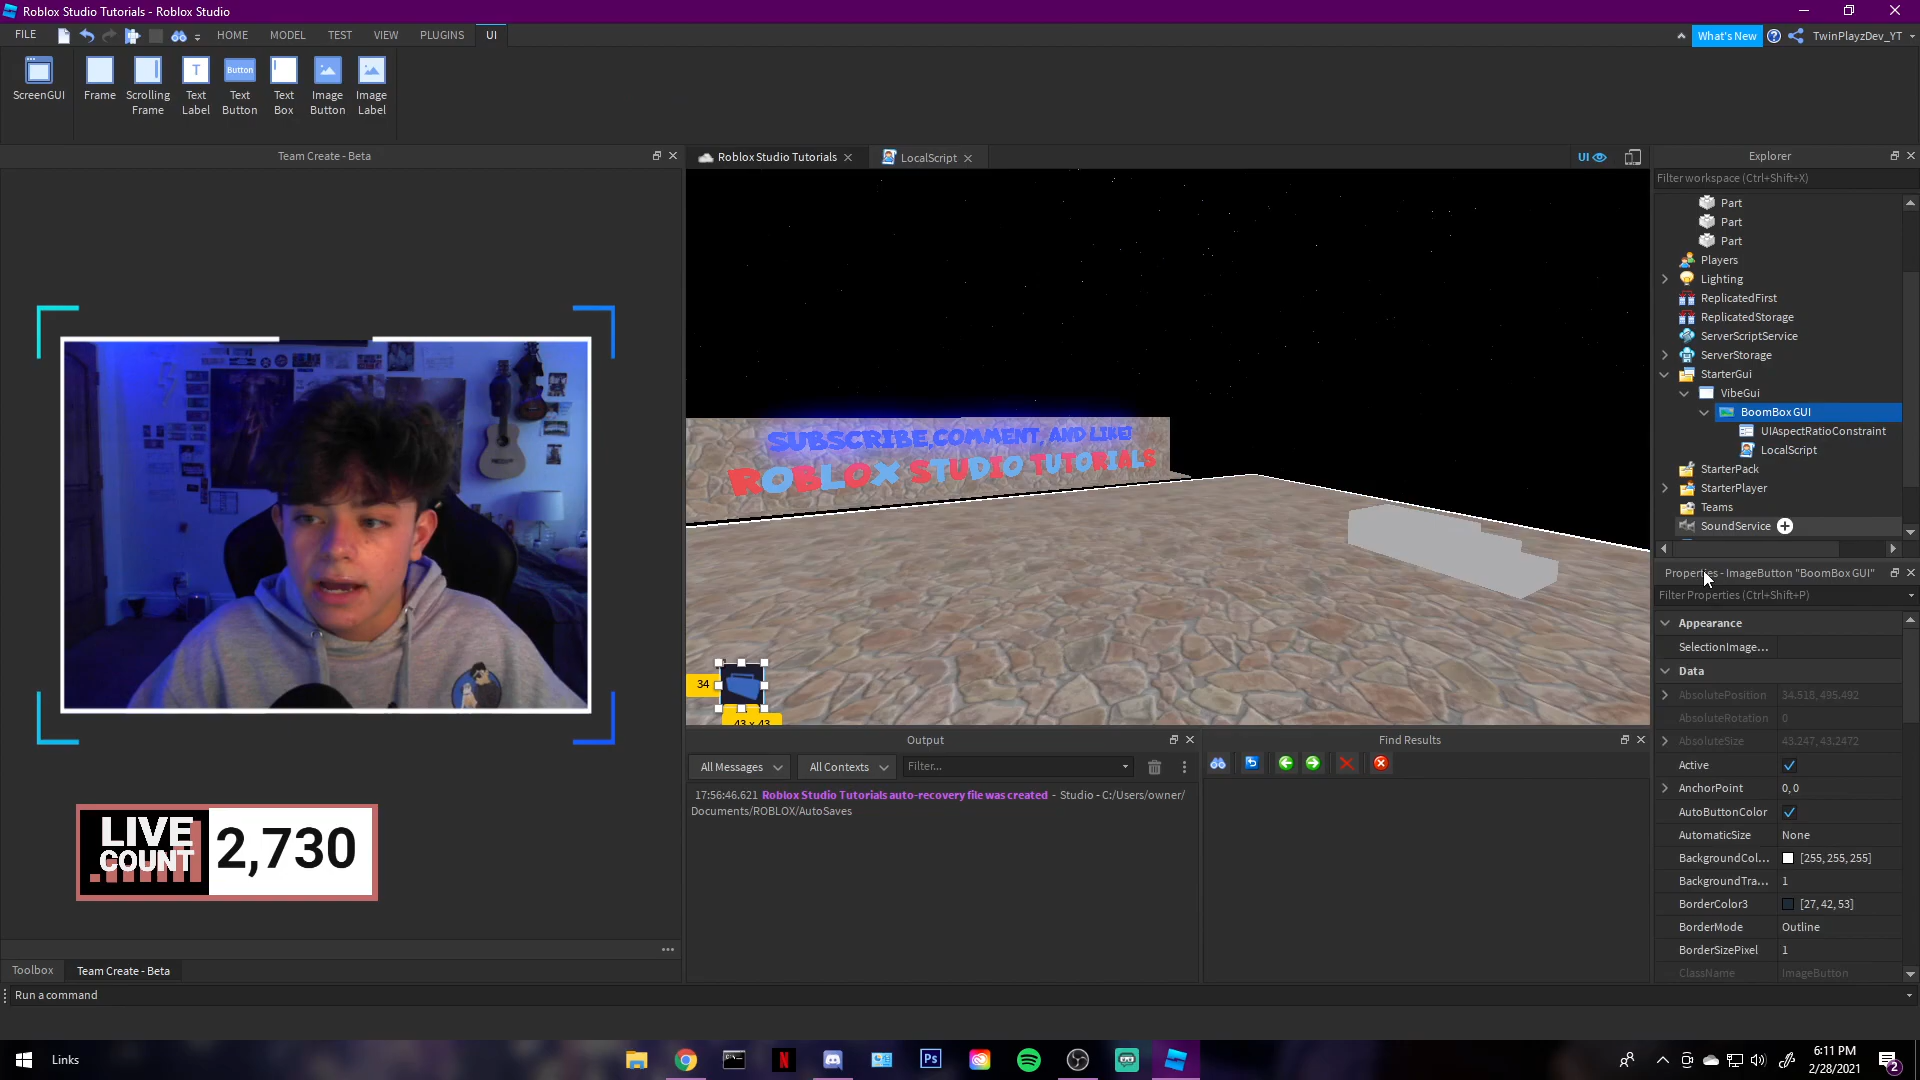 Roblox Studio Tutorials - Roblox Studio
FILE
HOME
MODEL
TEST
VIEW
PLUGINS
UI
What's New
TwinPlayzDev_YT
ScreenGUI
Frame
Scrolling Frame
T
Text Label
Button
Text Button
Text Box
Image Button
Image Label
Team Create - Beta
Roblox Studio Tutorials
LocalScript
UI
SUBSCRIBE,COMMENT, AND LIKE!
ROBLOX STUDIO TUTORIALS
34
43 x 43
LIVE COUNT
2,730
Toolbox
Team Create - Beta
Output
All Messages
All Contexts
Filter...
17:56:46.621 Roblox Studio Tutorials auto-recovery file was created - Studio - C:/Users/owner/
Documents/ROBLOX/AutoSaves
Find Results
Explorer
Filter workspace (Ctrl+Shift+X)
Part
Part
Part
Players
Lighting
ReplicatedFirst
ReplicatedStorage
ServerScriptService
ServerStorage
StarterGui
VibeGui
BoomBox GUI
UIAspectRatioConstraint
LocalScript
StarterPack
StarterPlayer
Teams
SoundService
Properties - ImageButton "BoomBox GUI"
Filter Properties (Ctrl+Shift+P)
Appearance
SelectionImage...
Data
AbsolutePosition 34.518, 495.492
AbsoluteRotation 0
AbsoluteSize 43.247, 43.2472
Active
AnchorPoint 0, 0
AutoButtonColor
AutomaticSize None
BackgroundCol... [255, 255, 255]
BackgroundTra... 1
BorderColor3 [27, 42, 53]
BorderMode Outline
BorderSizePixel 1
ClassName ImageButton
Run a command
Links
Ps
6:11 PM
2/28/2021
2